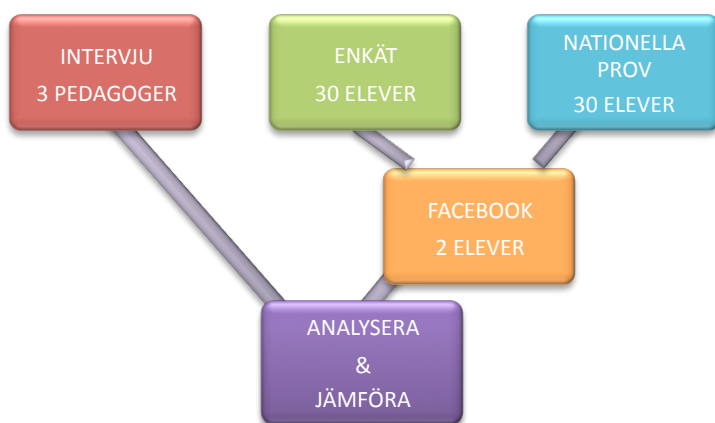 INTERVJU
3 PEDAGOGER
ENKÄT
30 ELEVER
NATIONELLA
PROV
30 ELEVER
FACEBOOK
2 ELEVER
ANALYSERA
&
JÄMFÖRA